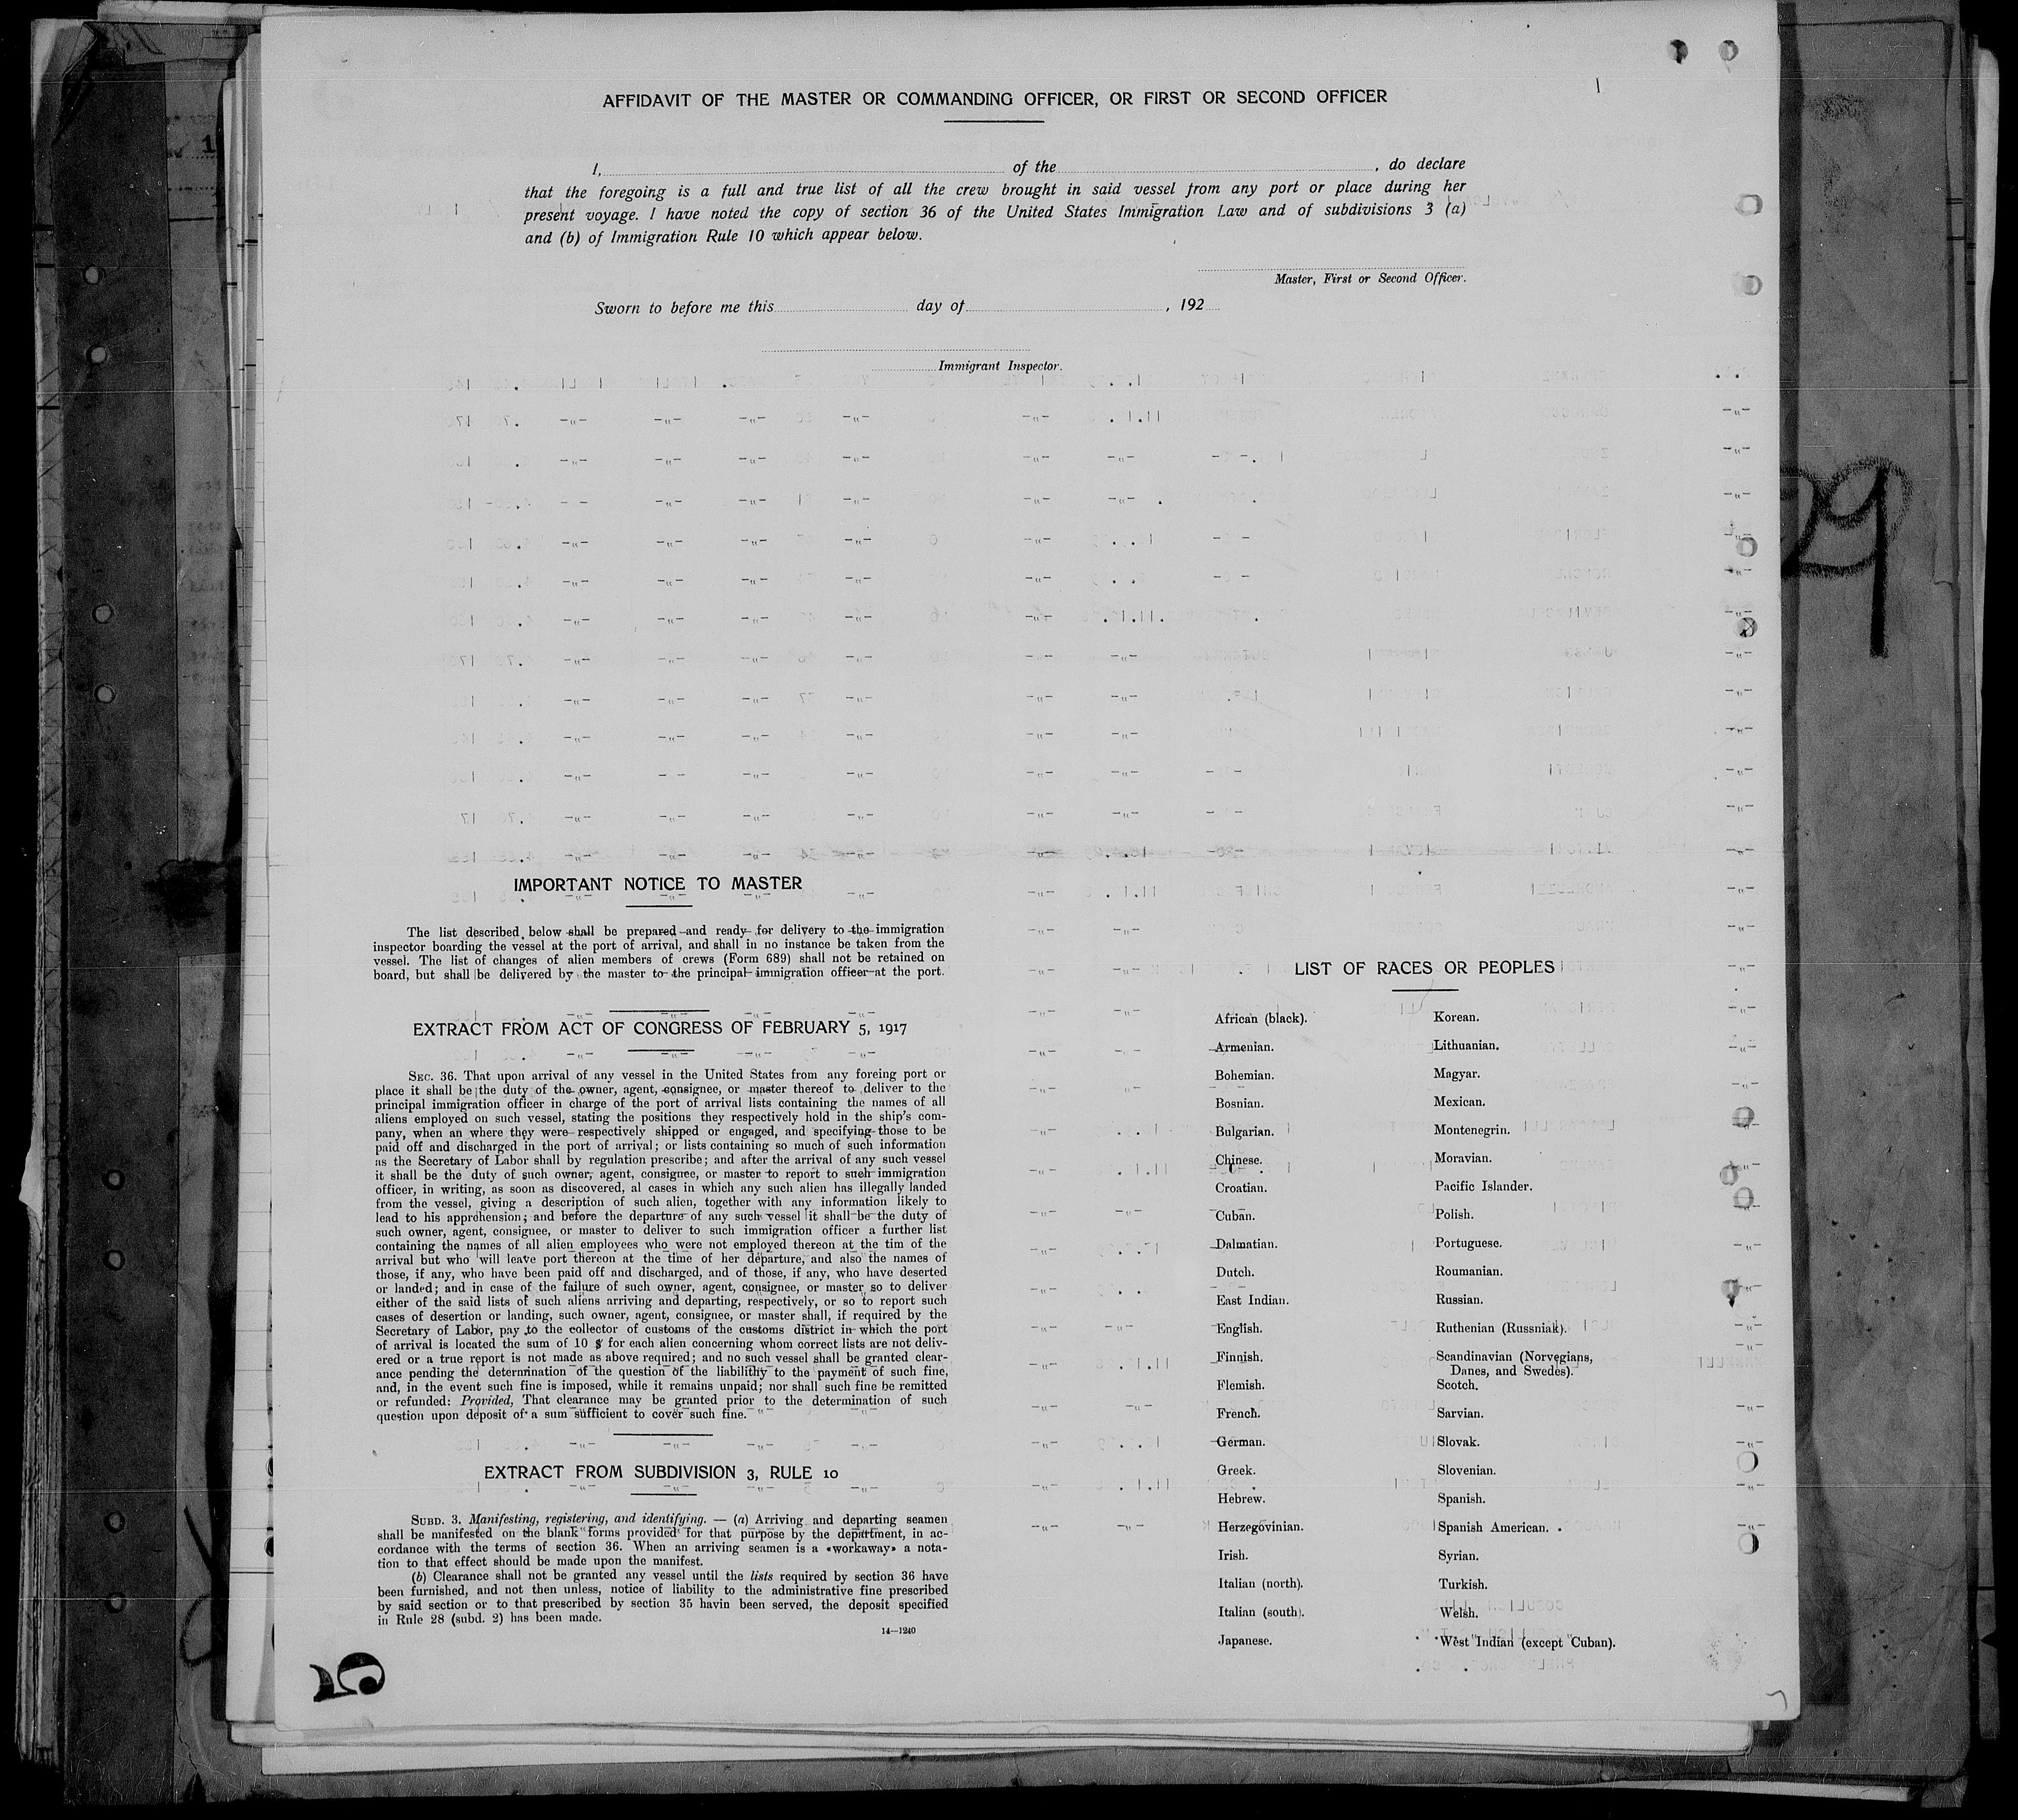 AFFIDAVIT OF THE MASTER OR COMMANDING OFFICER, OR FIRST OR SECOND OFFICER
I, of the , do declare
that the foregoing is a full and true list of all the crew brought in said vessel from any port or place during her
present voyage. I have noted the copy of section 36 of the United States Immigration Law and of subdivisions 3 (a)
and (b) of Immigration Rule 10 which appear below.
Master, First or Second Officer.
Sworn to before me this day of , 192
Immigrant Inspector.
IMPORTANT NOTICE TO MASTER
The list described below shall be prepared and ready for delivery to the immigration
inspector boarding the vessel at the port of arrival, and shall in no instance be taken from the
vessel. The list of changes of alien members of crews (Form 689) shall not be retained on
board, but shall be delivered by the master to the principal immigration officer at the port.
EXTRACT FROM ACT OF CONGRESS OF FEBRUARY 5, 1917
SEC. 36. That upon arrival of any vessel in the United States from any foreing port or
place it shall be the duty of the owner, agent, consignee, or master thereof to deliver to the
principal immigration officer in charge of the port of arrival lists containing the names of all
aliens employed on such vessel, stating the positions they respectively hold in the ship's com-
pany, when an where they were respectively shipped or engaged, and specifying those to be
paid off and discharged in the port of arrival; or lists containing so much of such information
as the Secretary of Labor shall by regulation prescribe; and after the arrival of any such vessel
it shall be the duty of such owner, agent, consignee, or master to report to such immigration
officer, in writing, as soon as discovered, al cases in which any such alien has illegally landed
from the vessel, giving a description of such alien, together with any information likely to
lead to his apprehension; and before the departure of any such vessel it shall be the duty of
such owner, agent, consignee, or master to deliver to such immigration officer a further list
containing the names of all alien employees who were not employed thereon at the tim of the
arrival but who will leave port thereon at the time of her departure, and also the names of
those, if any, who have been paid off and discharged, and of those, if any, who have deserted
or landed; and in case of the failure of such owner, agent, consignee, or master so to deliver
either of the said lists of such aliens arriving and departing, respectively, or so to report such
cases of desertion or landing, such owner, agent, consignee, or master shall, if required by the
Secretary of Labor, pay to the collector of customs of the customs district in which the port
of arrival is located the sum of 10 $ for each alien concerning whom correct lists are not deliv-
ered or a true report is not made as above required; and no such vessel shall be granted clear-
ance pending the determination of the question of the liabilithy to the payment of such fine,
and, in the event such fine is imposed, while it remains unpaid; nor shall such fine be remitted
or refunded: Provided, That clearance may be granted prior to the determination of such
question upon deposit of a sum sufficient to cover such fine.
EXTRACT FROM SUBDIVISION 3, RULE 10
SUBD. 3. Manifesting, registering, and identifying. — (a) Arriving and departing seamen
shall be manifested on the blank forms provided for that purpose by the department, in ac-
cordance with the terms of section 36. When an arriving seamen is a «workaway» a nota-
tion to that effect should be made upon the manifest.
(b) Clearance shall not be granted any vessel until the lists required by section 36 have
been furnished, and not then unless, notice of liability to the administrative fine prescribed
by said section or to that prescribed by section 35 havin been served, the deposit specified
in Rule 28 (subd. 2) has been made.
14—1240
LIST OF RACES OR PEOPLES
African (black).
Armenian.
Bohemian.
Bosnian.
Bulgarian.
Chinese.
Croatian.
Cuban.
Dalmatian.
Dutch.
East Indian.
English.
Finnish.
Flemish.
French.
German.
Greek.
Hebrew.
Herzegovinian.
Irish.
Italian (north).
Italian (south).
Japanese.
Korean.
Lithuanian.
Magyar.
Mexican.
Montenegrin.
Moravian.
Pacific Islander.
Polish.
Portuguese.
Roumanian.
Russian.
Ruthenian (Russniak).
Scandinavian (Norvegians,
Danes, and Swedes).
Scotch.
Sarvian.
Slovak.
Slovenian.
Spanish.
Spanish American.
Syrian.
Turkish.
Welsh.
West Indian (except Cuban).